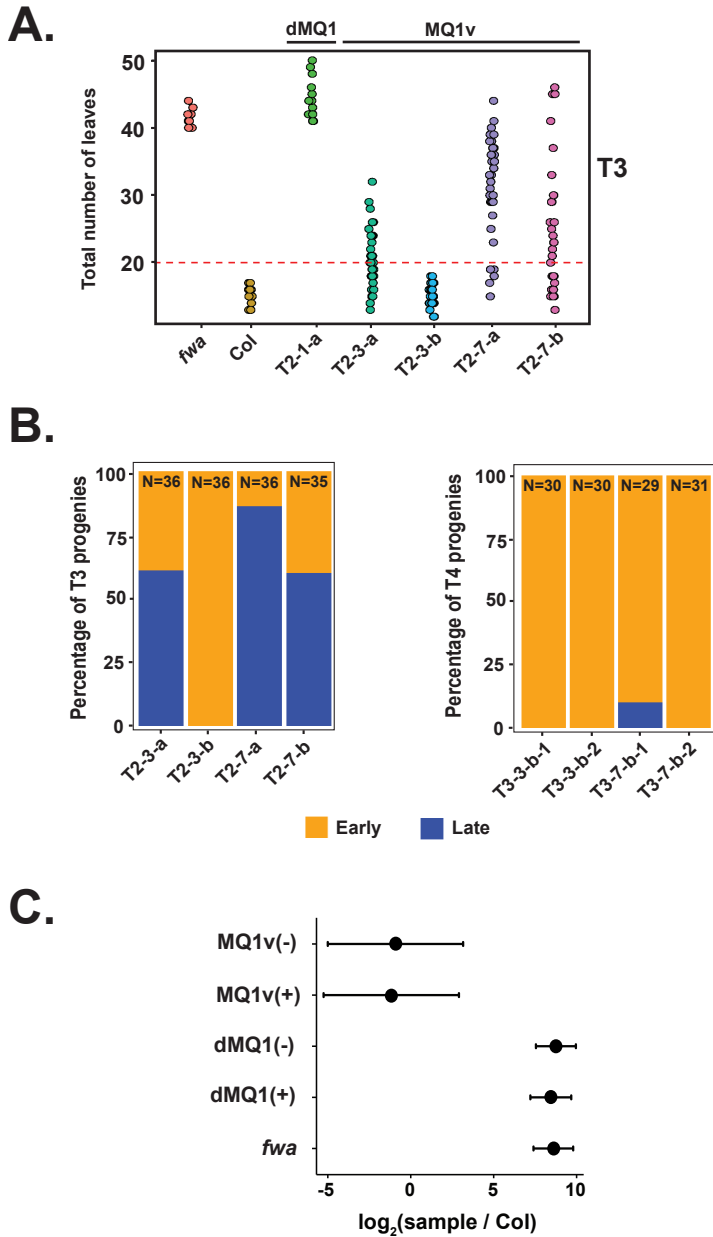 A.
dMQ1 MQ1v
Total number of leaves
50
40
30
20
T3
fwa Col T2-1-a T2-3-a T2-3-b T2-7-a T2-7-b
B.
Percentage of T3 progenies
100
75
50
25
0
N=36 N=36 N=36 N=35
T2-3-a T2-3-b T2-7-a T2-7-b
Percentage of T4 progenies
100
75
50
25
0
N=30 N=30 N=29 N=31
T3-3-b-1 T3-3-b-2 T3-7-b-1 T3-7-b-2
Early Late
C.
MQ1v(-)
MQ1v(+)
dMQ1(-)
dMQ1(+)
fwa
-5 0 5 10
log2(sample / Col)